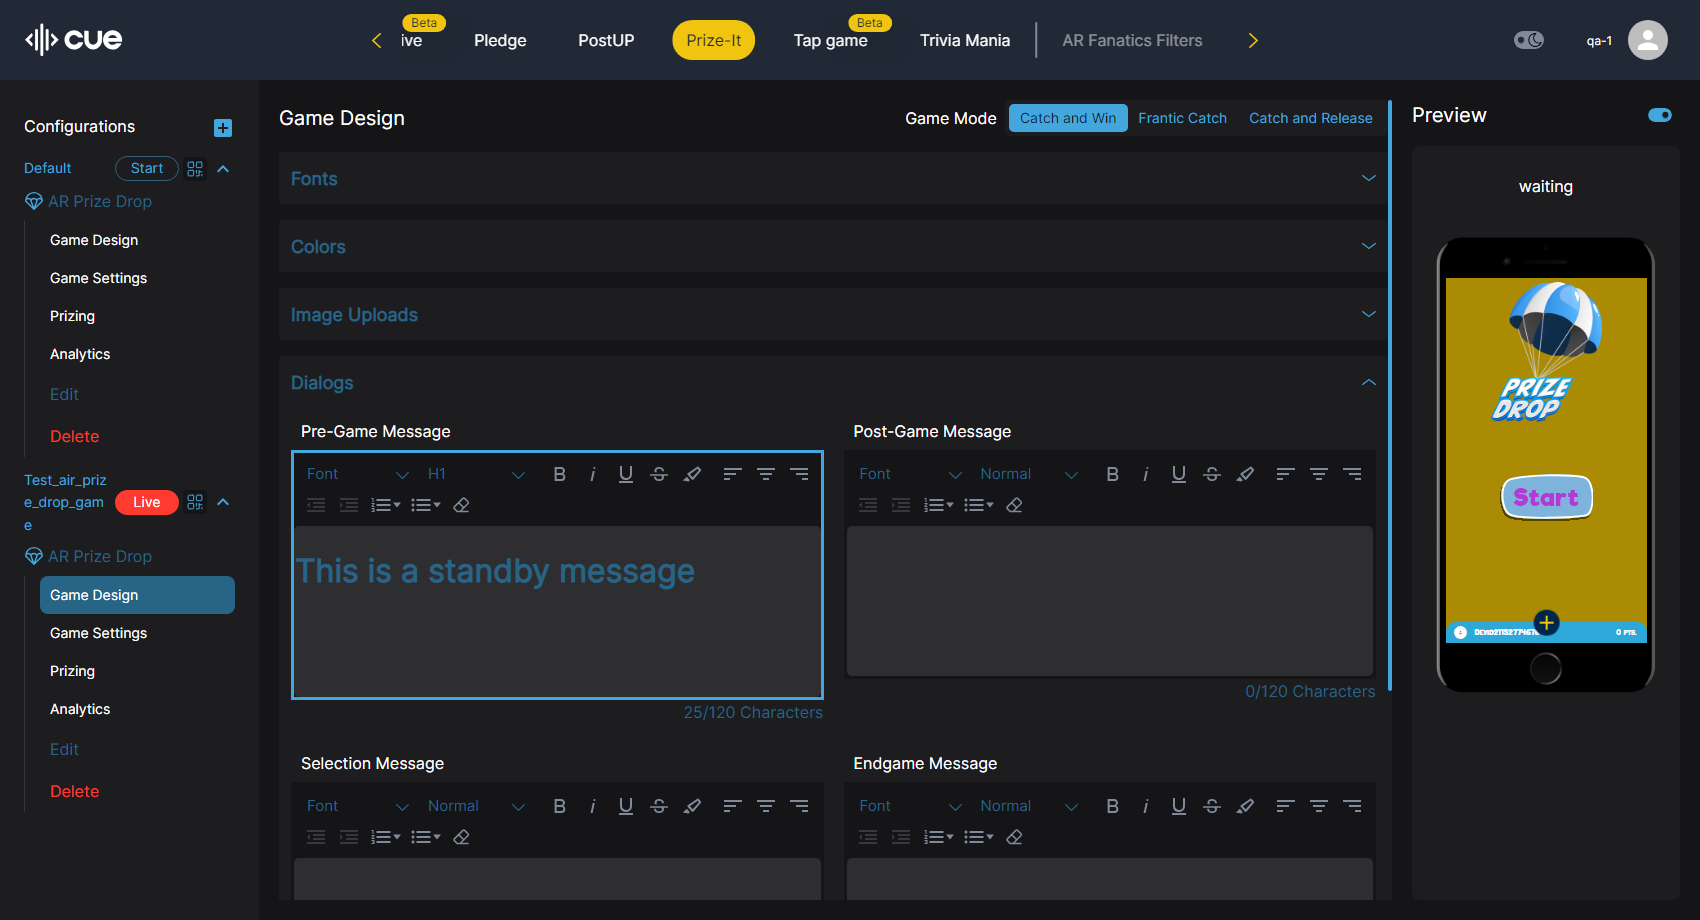 cue
ive
Beta
Pledge
PostUP
Prize-It
Tap game
Beta
Trivia Mania
AR Fanatics Filters
qa-1
Configurations
Default
Start
AR Prize Drop
Game Design
Game Settings
Prizing
Analytics
Edit
Delete
Test_air_priz
e_drop_gam
e
Live
AR Prize Drop
Game Design
Game Settings
Prizing
Analytics
Edit
Delete
Game Design
Game Mode
Catch and Win
Frantic Catch
Catch and Release
Fonts
Colors
Image Uploads
Dialogs
Pre-Game Message
Font
H1
B i U S
This is a standby message
25/120 Characters
Post-Game Message
Font
Normal
B i U S
0/120 Characters
Selection Message
Font
Normal
B i U S
Endgame Message
Font
Normal
B i U S
Preview
waiting
PRIZE
DROP
Start
0 PTS.